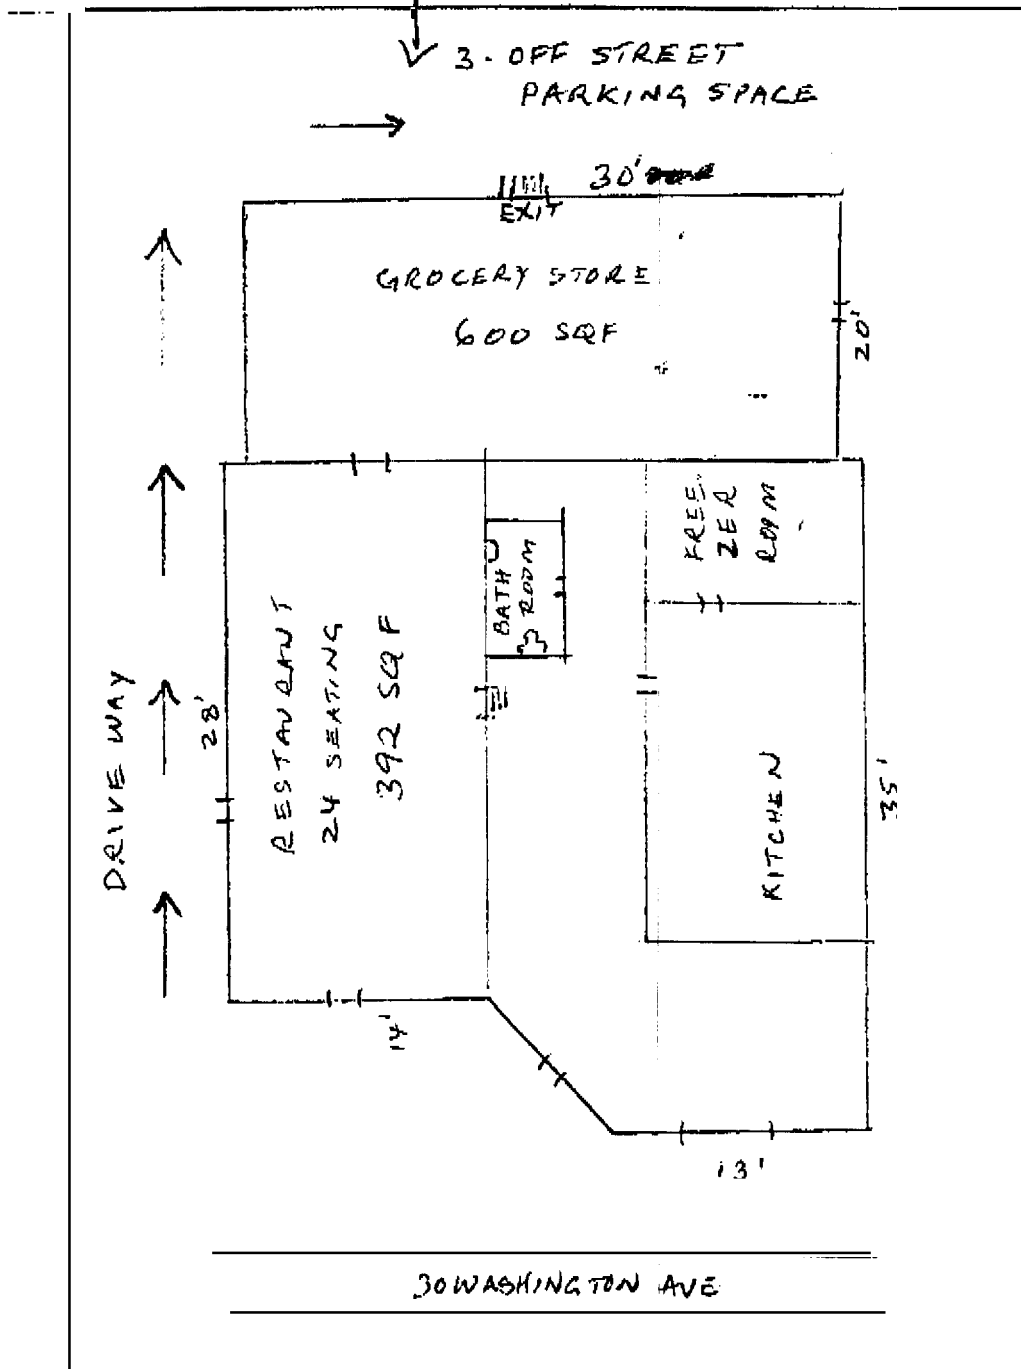 3. OFF STREET
PARKING SPACE
30'
EXIT
GROCERY STORE
600 SQF
20'
FREE
ZER
ROOM
BATH
ROOM
RESTAURANT
24 SEATING
392 SQF
28'
DRIVE WAY
KITCHEN
35'
14'
13'
30 WASHINGTON AVE